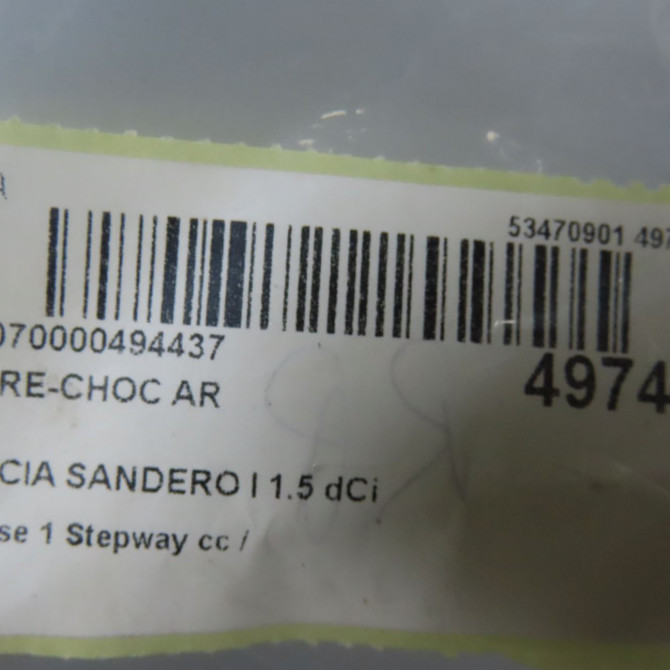 53470901 497
070000494437
4974
RE-CHOC AR
CIA SANDERO I 1.5 dCi
se 1 Stepway cc /